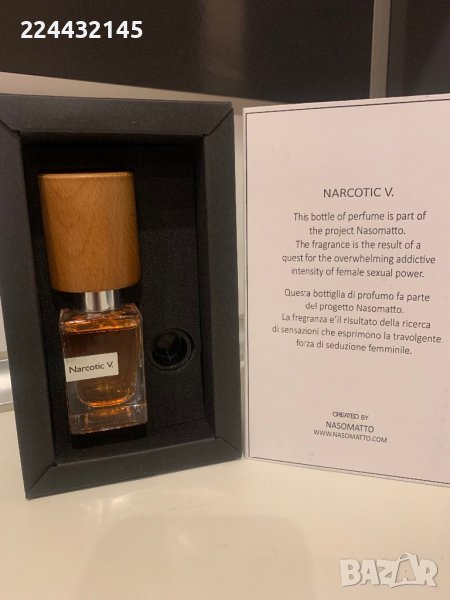 224432145
NARCOTIC V.
This bottle of perfume is part of
the project Nasomatto.
The fragrance is the result of a
quest for the overwhelming addictive
intensity of female sexual power.
Questa bottiglia di profumo fa parte
del progetto Nasomatto.
La fregranza e'il risultato della ricerca
di sensazioni che esprimono la travolgente
forza di seduzione femminile.
CREATED BY
NASOMATTO
WWW.NASOMATTO.COM
Narcotic V.
BAZAR